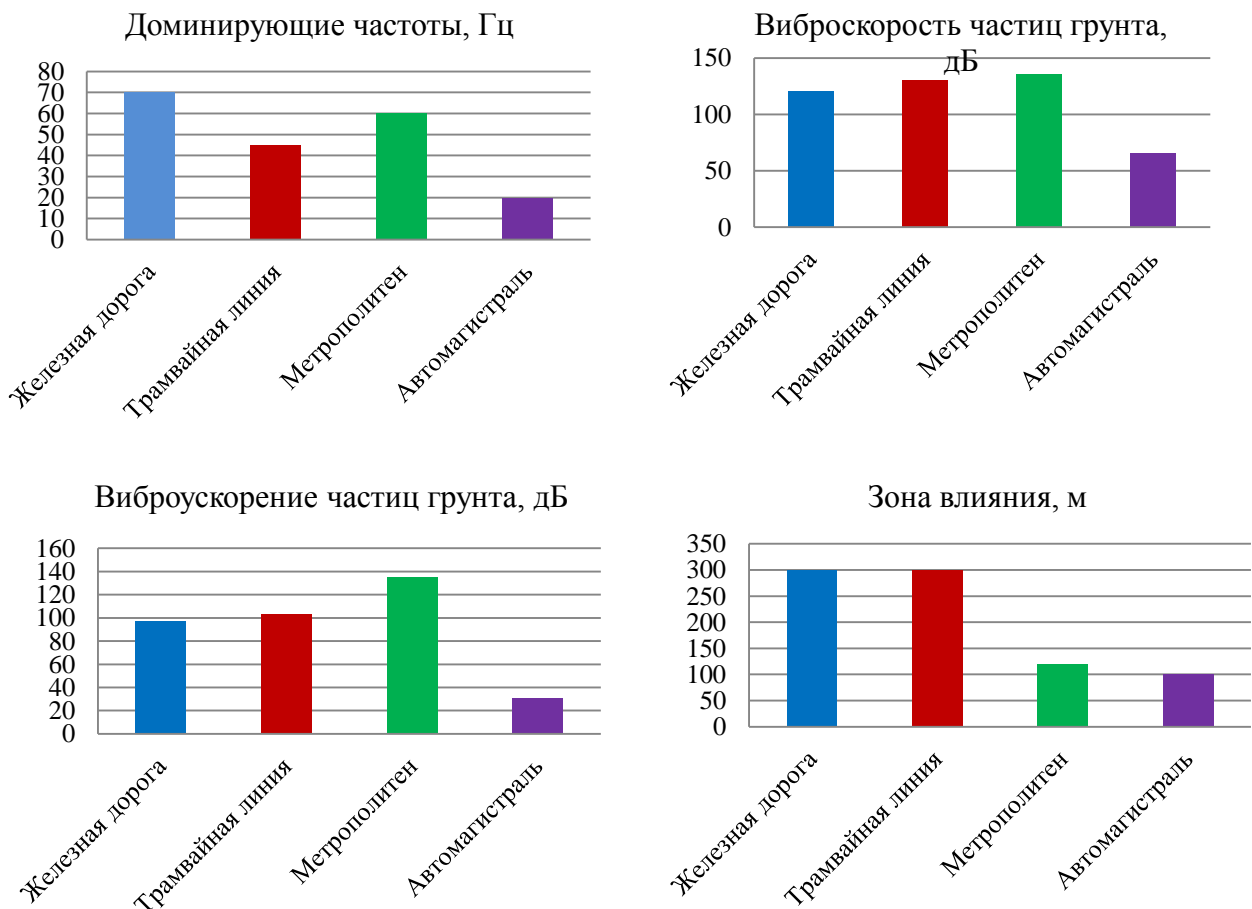 Доминирующие частоты, Гц
80
70
60
50
40
30
20
10
0
Железная дорога
Трамвайная линия
Метрополитен
Автомагистраль
Виброскорость частиц грунта,
дБ
150
100
50
0
Железная дорога
Трамвайная линия
Метрополитен
Автомагистраль
Виброускорение частиц грунта, дБ
160
140
120
100
80
60
40
20
0
Железная дорога
Трамвайная линия
Метрополитен
Автомагистраль
Зона влияния, м
350
300
250
200
150
100
50
0
Железная дорога
Трамвайная линия
Метрополитен
Автомагистраль